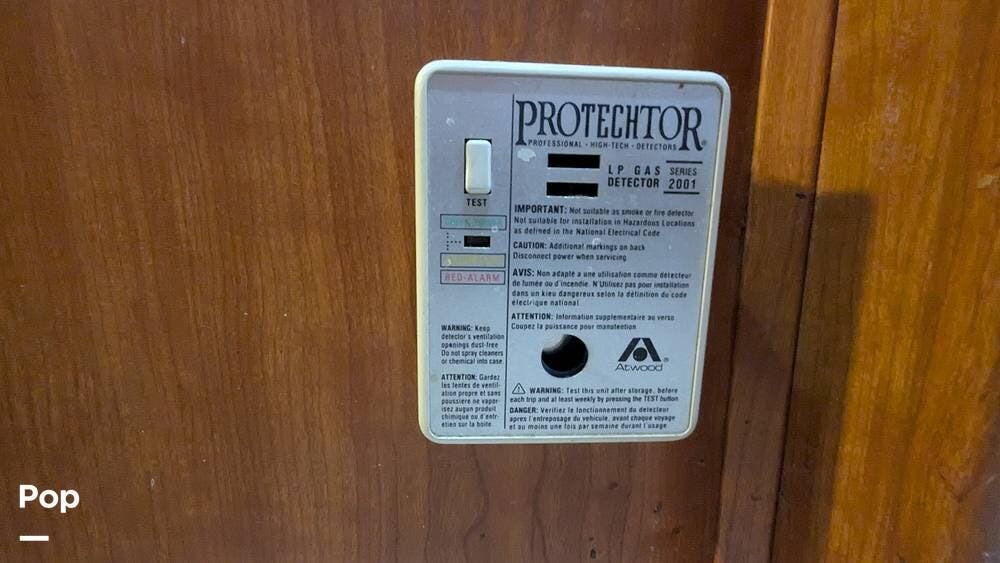 PROTECHTOR®
PROFESSIONAL · HIGH-TECH · DETECTORS
LP GAS
DETECTOR
SERIES
2001
TEST
RED-ALARM
IMPORTANT: Not suitable as smoke or fire detector
Not suitable for installation in Hazardous Locations
as defined in the National Electrical Code
CAUTION: Additional markings on back
Disconnect power when servicing
AVIS: Non adapté a une utilisation comme détecteur
de fumée ou d'incendie. N'Utilisez pas pour installation
dans un kieu dangereux selon la définition du code
électrique national
ATTENTION: Information supplementaire au verso
Coupez la puissance pour manutention
WARNING: Keep
detector's ventilation
openings dust-free
Do not spray cleaners
or chemical into case.
ATTENTION: Gardez
les fentes de ventil-
ation propre et sans
poussiere ne vapor-
isez augun produit
chimique ou d'entr-
etien sur la boite.
Atwood®
WARNING: Test this unit after storage, before
each trip and at least weekly by pressing the TEST button
DANGER: Verifiez le fonctionnement du detecteur
apres l'entreposage du vehicule, avant chaque voyage
et au moins une fois par semaine durant l'usage
Pop